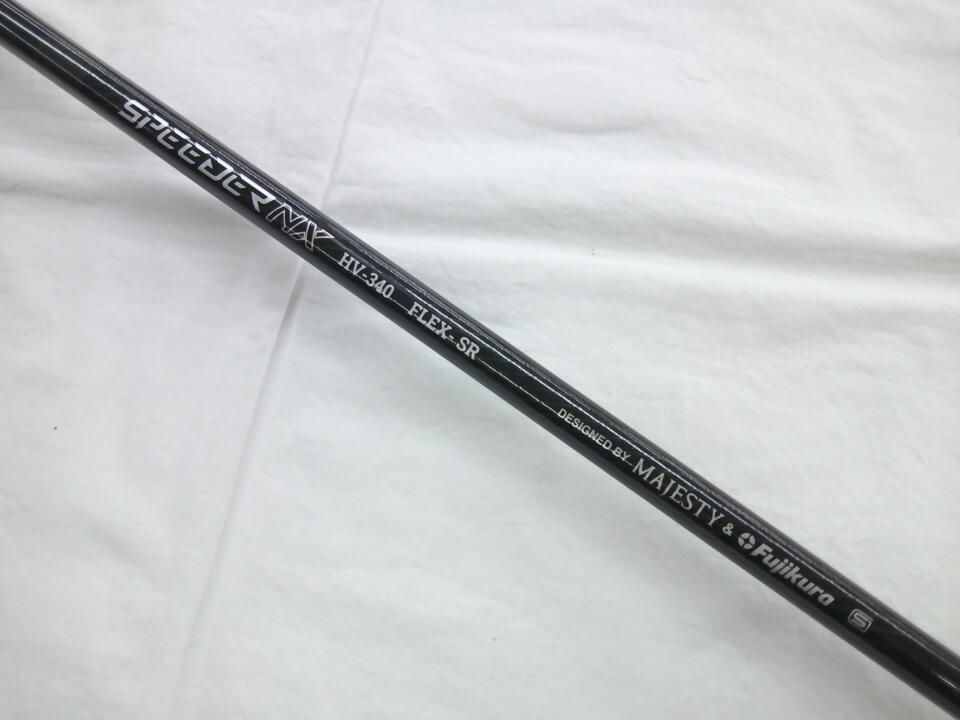 SPEEDER NX HV-340 FLEX-SR DESIGNED BY MAJESTY & Fujikura S